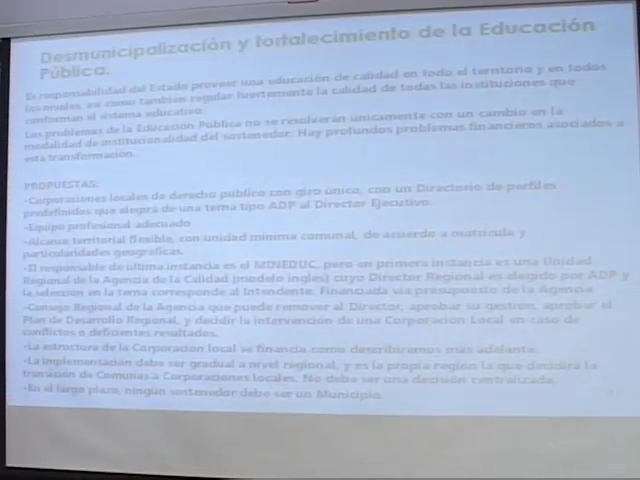 Desmunicipalización y fortalecimiento de la Educación
Pública.
Es responsabilidad del Estado proveer una educación de calidad en todo el territorio y en todos
los niveles, así como también regular fuertemente la calidad de todas las instituciones que
conforman el sistema educativo.
Los problemas de la Educación Pública no se resolverán únicamente con un cambio en la
modalidad de institucionalidad del sostenedor. Hay profundos problemas financieros asociados a
esta transformación.
PROPUESTAS:
-Corporaciones locales de derecho público con giro único, con un Directorio de perfiles
predefinidos que elegirá de una terna tipo ADP al Director Ejecutivo.
-Equipo profesional adecuado
-Alcance territorial flexible, con unidad mínima comunal, de acuerdo a matrícula y
particularidades geográficas.
-El responsable de última instancia es el MINEDUC, pero en primera instancia es una Unidad
Regional de la Agencia de la Calidad (modelo inglés) cuyo Director Regional es elegido por ADP y
la selección en la terna corresponde al Intendente. Financiada vía presupuesto de la Agencia
-Consejo Regional de la Agencia que puede remover al Director, aprobar su gestión, aprobar el
Plan de Desarrollo Regional, y decidir la intervención de una Corporación Local en caso de
conflictos o deficientes resultados.
-La estructura de la Corporación local se financia como describiremos más adelante.
-La implementación debe ser gradual a nivel regional, y es la propia región la que decidirá la
transición de Comunas a Corporaciones locales. No debe ser una decisión centralizada.
-En el largo plazo, ningún sostenedor debe ser un Municipio.